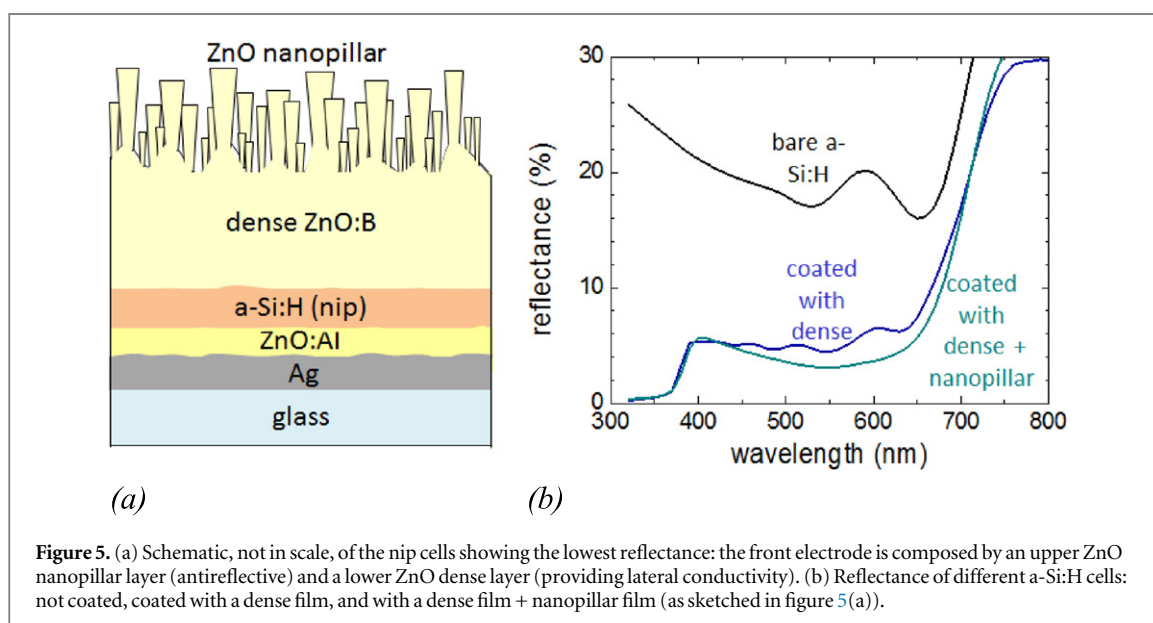 ZnO nanopillar
dense ZnO:B
a-Si:H (nip)
ZnO:Al
Ag
glass
(a)
30
20
10
0
reflectance (%)
bare a-
Si:H
coated
with
dense
coated
with
dense +
nanopillar
300 400 500 600 700 800
wavelength (nm)
(b)
Figure 5. (a) Schematic, not in scale, of the nip cells showing the lowest reflectance: the front electrode is composed by an upper ZnO
nanopillar layer (antireflective) and a lower ZnO dense layer (providing lateral conductivity). (b) Reflectance of different a-Si:H cells:
not coated, coated with a dense film, and with a dense film + nanopillar film (as sketched in figure 5(a)).